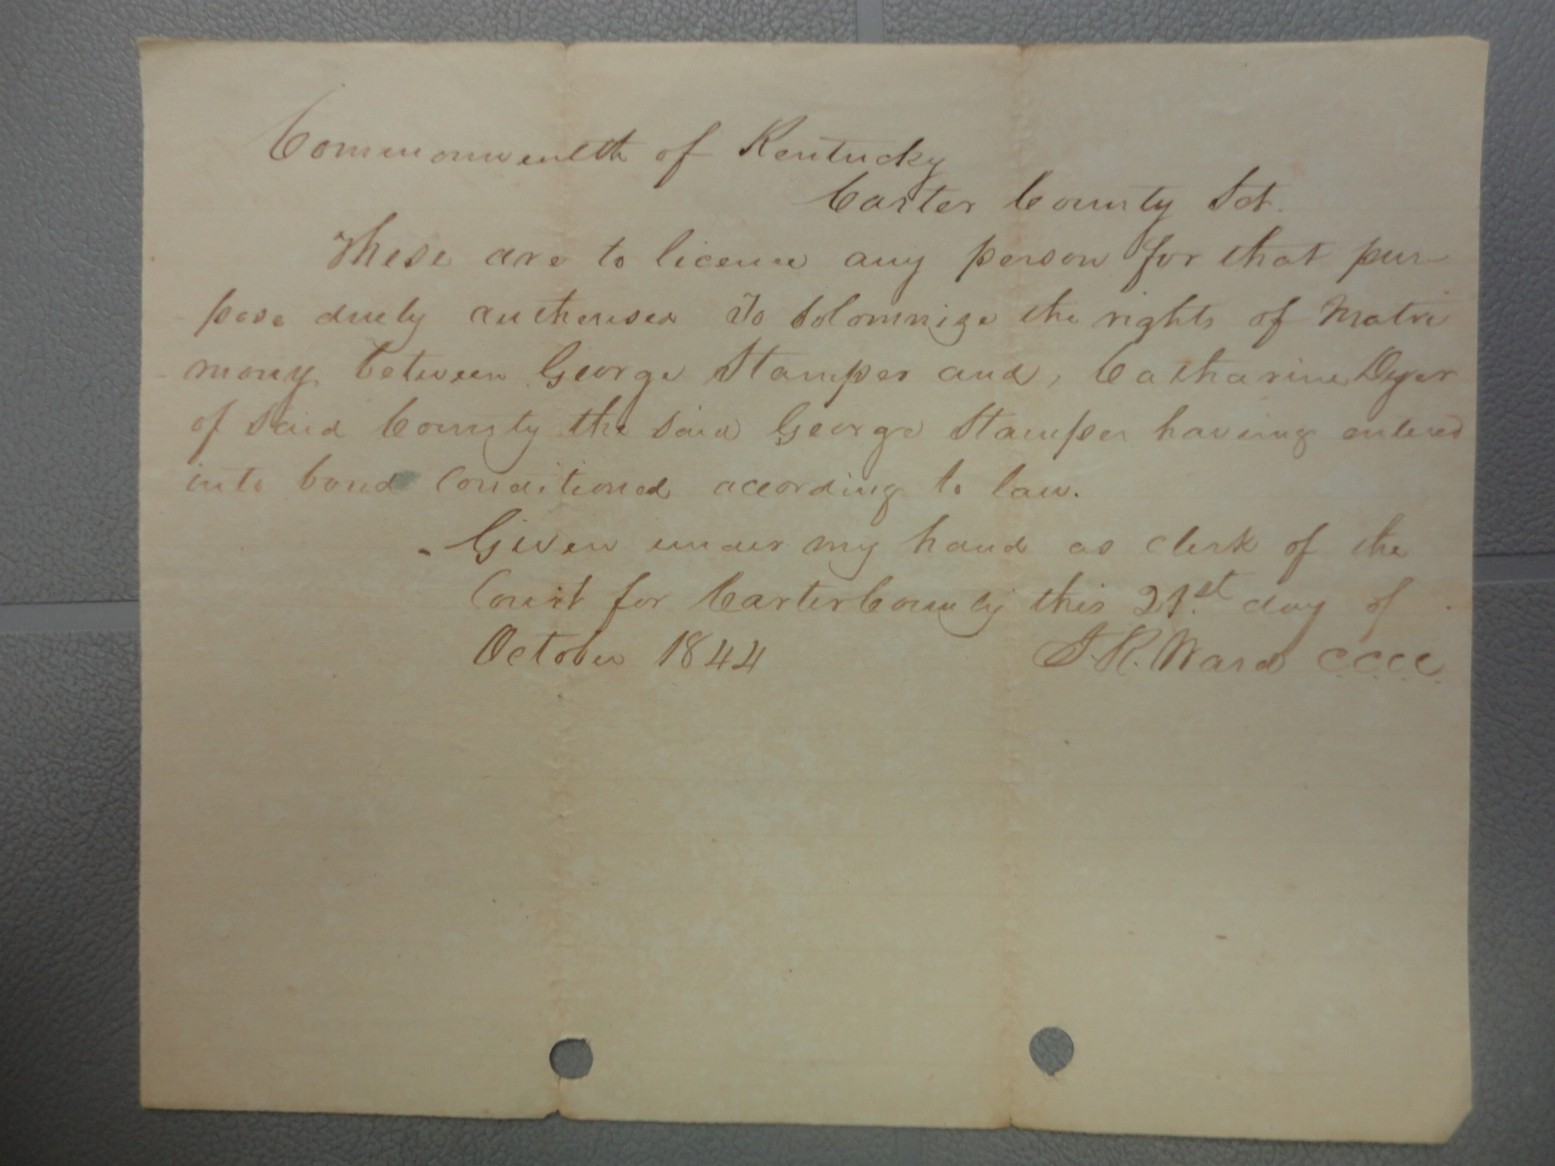 Commonwealth of Kentucky
Carter County Sct.
These are to licence any person for that pur-
pose duely autherised To Solomnize the rights of Matri
mony between George Stamper and, Catharine Dyer
of said County the said George Stamper having entered
into bond Conditioned according to law.
Given under my hand as clerk of the
Court for Carter County this 21st day of
October 1844 J. R. Ward C.C.C.C.